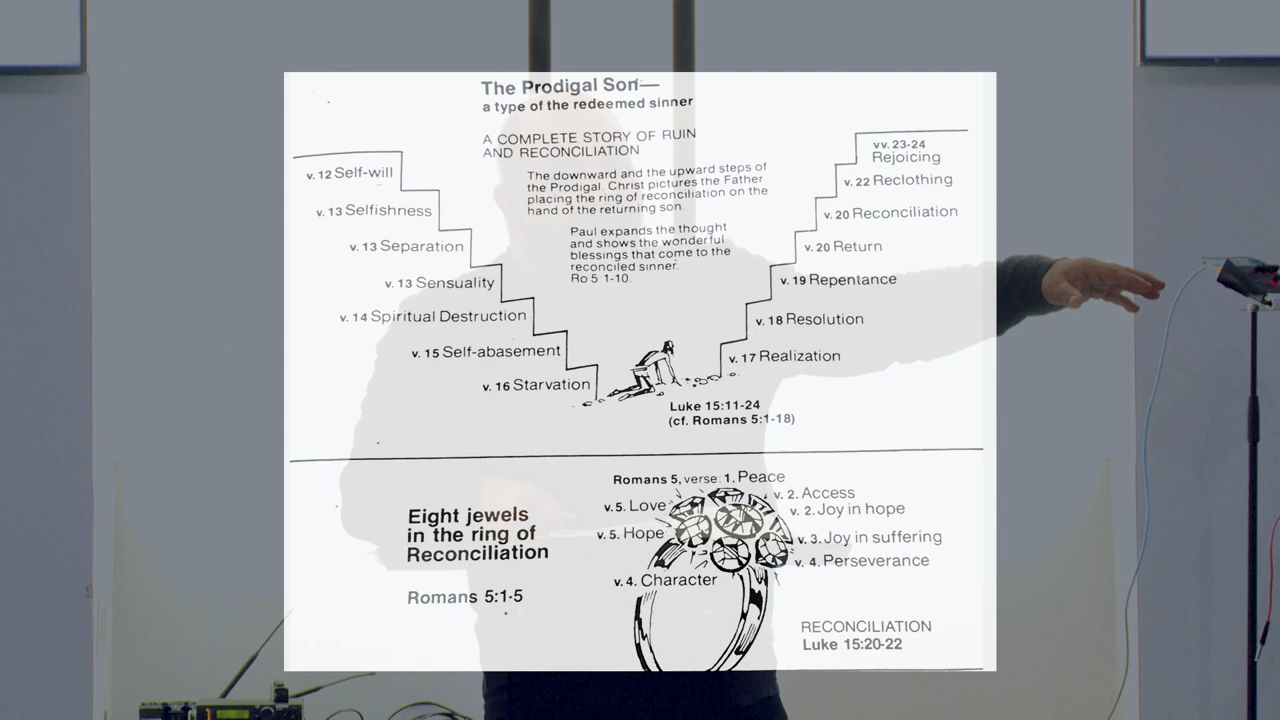 The Prodigal Son—
a type of the redeemed sinner
A COMPLETE STORY OF RUIN
AND RECONCILIATION
The downward and the upward steps of
the Prodigal. Christ pictures the Father
placing the ring of reconciliation on the
hand of the returning son.
Paul expands the thought
and shows the wonderful
blessings that come to the
reconciled sinner.
Ro 5 1-10.
v. 12 Self-will
v. 13 Selfishness
v. 13 Separation
v. 13 Sensuality
v. 14 Spiritual Destruction
v. 15 Self-abasement
v. 16 Starvation
vv. 23-24
Rejoicing
v. 22 Reclothing
v. 20 Reconciliation
v. 20 Return
v. 19 Repentance
v. 18 Resolution
v. 17 Realization
Luke 15:11-24
(cf. Romans 5:1-18)
Eight jewels
in the ring of
Reconciliation
Romans 5:1-5
Romans 5, verse: 1. Peace
v. 2. Access
v. 2. Joy in hope
v. 3. Joy in suffering
v. 4. Perseverance
v. 5. Love
v. 5. Hope
v. 4. Character
RECONCILIATION
Luke 15:20-22